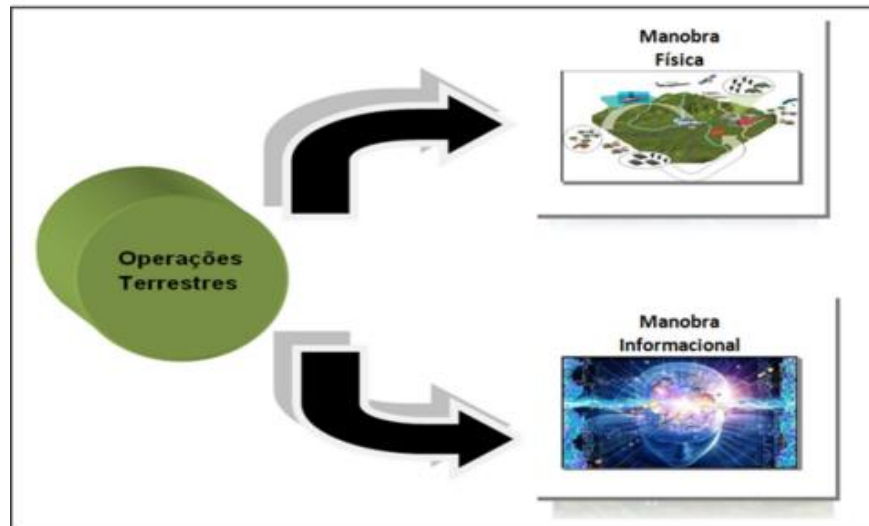 Manobra
Física
Operações
Terrestres
Manobra
Informacional